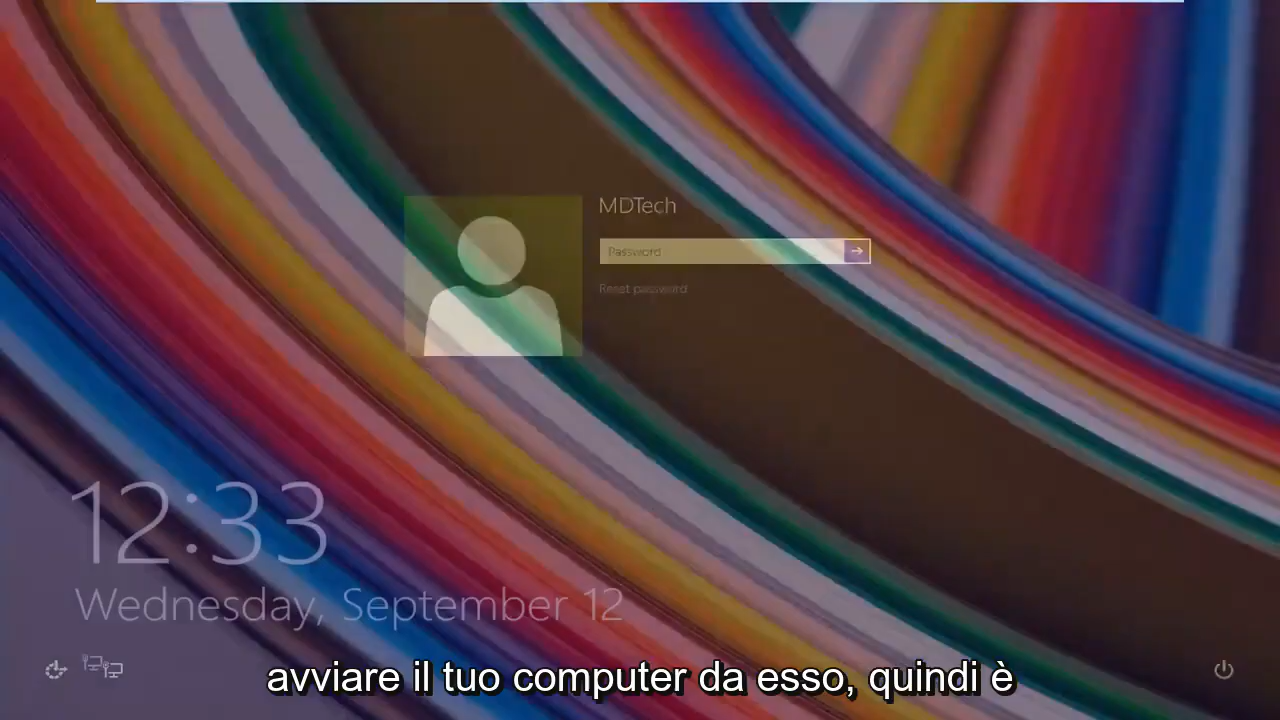 MDTech
Password
Reset password
12:33
Wednesday, September 12
avviare il tuo computer da esso, quindi è